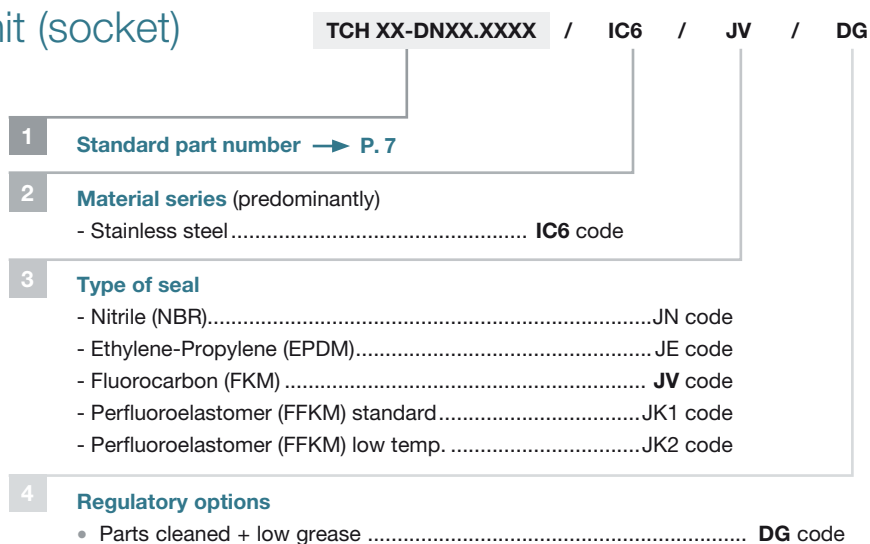 (socket)
TCH XX-DNXX.XXXX / IC6 / JV / DG
1 Standard part number → P. 7
2 Material series (predominantly)
- Stainless steel.................................................. IC6 code
3 Type of seal
- Nitrile (NBR)...........................................................................JN code
- Ethylene-Propylene (EPDM)..................................................JE code
- Fluorocarbon (FKM) ............................................................. JV code
- Perfluoroelastomer (FFKM) standard..................................JK1 code
- Perfluoroelastomer (FFKM) low temp. ................................JK2 code
4 Regulatory options
• Parts cleaned + low grease ............................................................... DG code